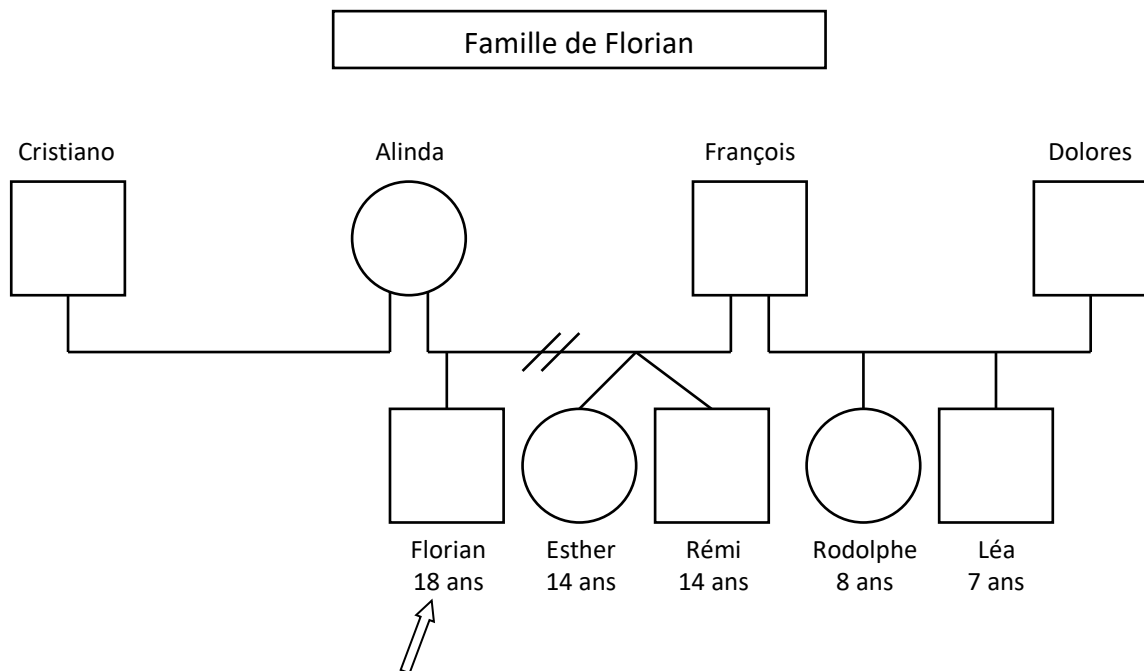 Famille de Florian
Cristiano
Alinda
François
Dolores
Florian
18 ans
Esther
14 ans
Rémi
14 ans
Rodolphe
8 ans
Léa
7 ans